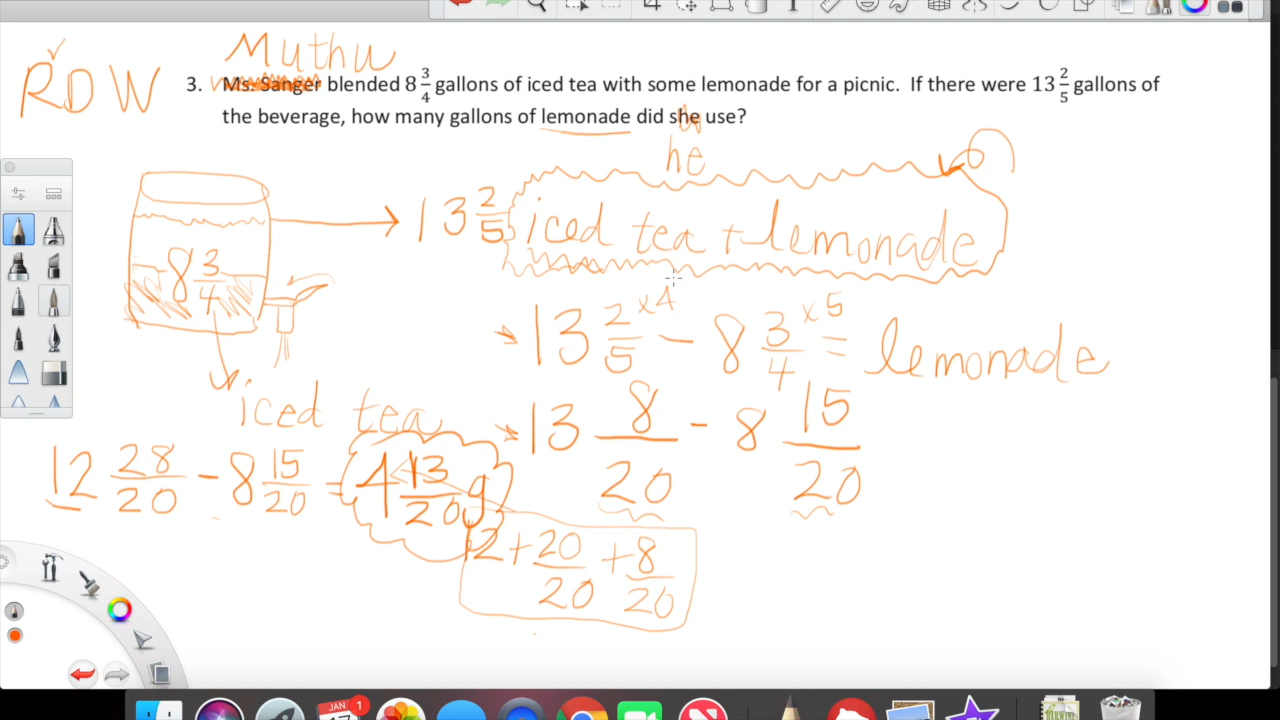 Muthu
RDW
3. Ms. Sanger blended 8 3/4 gallons of iced tea with some lemonade for a picnic. If there were 13 2/5 gallons of
the beverage, how many gallons of lemonade did she use?
he
13 2/5 iced tea + lemonade
8 3/4
13 2/5 ×4 − 8 3/4 ×5 = lemonade
iced tea
13 8/20 − 8 15/20
12 28/20 − 8 15/20 = 4 13/20 g
12 + 20/20 + 8/20
JAN
17
1